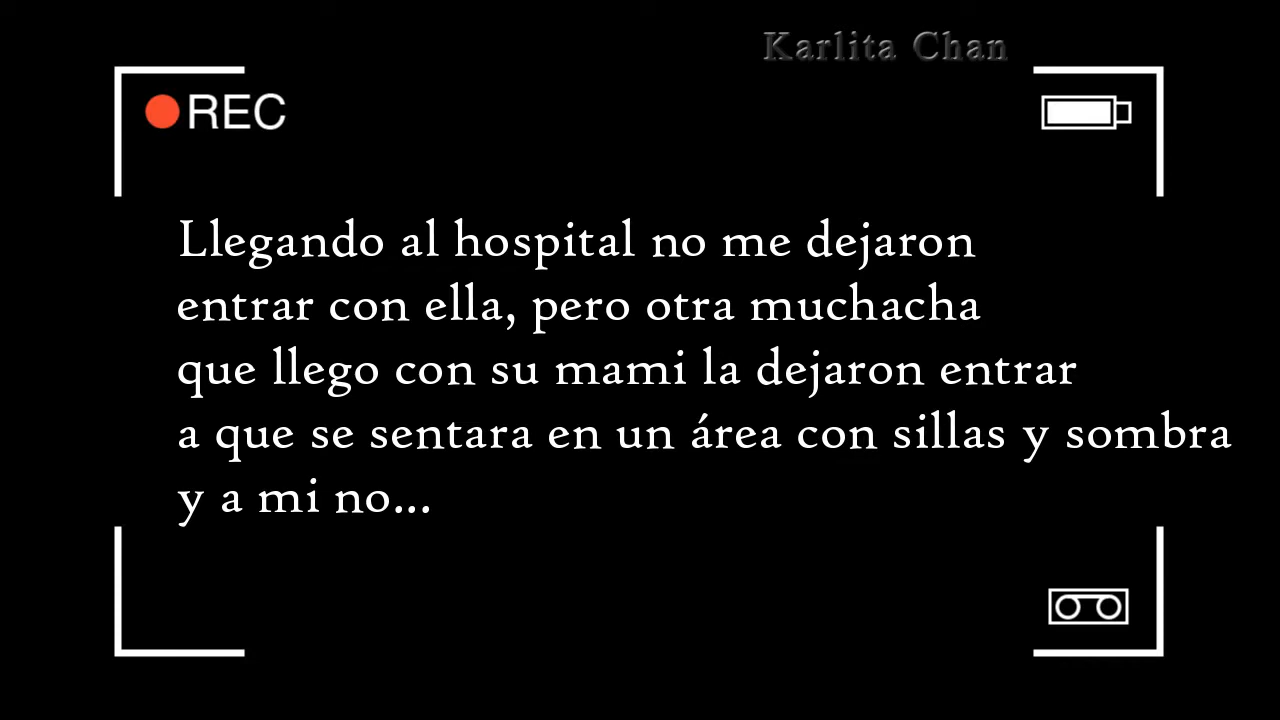 Karlita Chan
REC
Llegando al hospital no me dejaron
entrar con ella, pero otra muchacha
que llego con su mami la dejaron entrar
a que se sentara en un área con sillas y sombra
y a mi no...